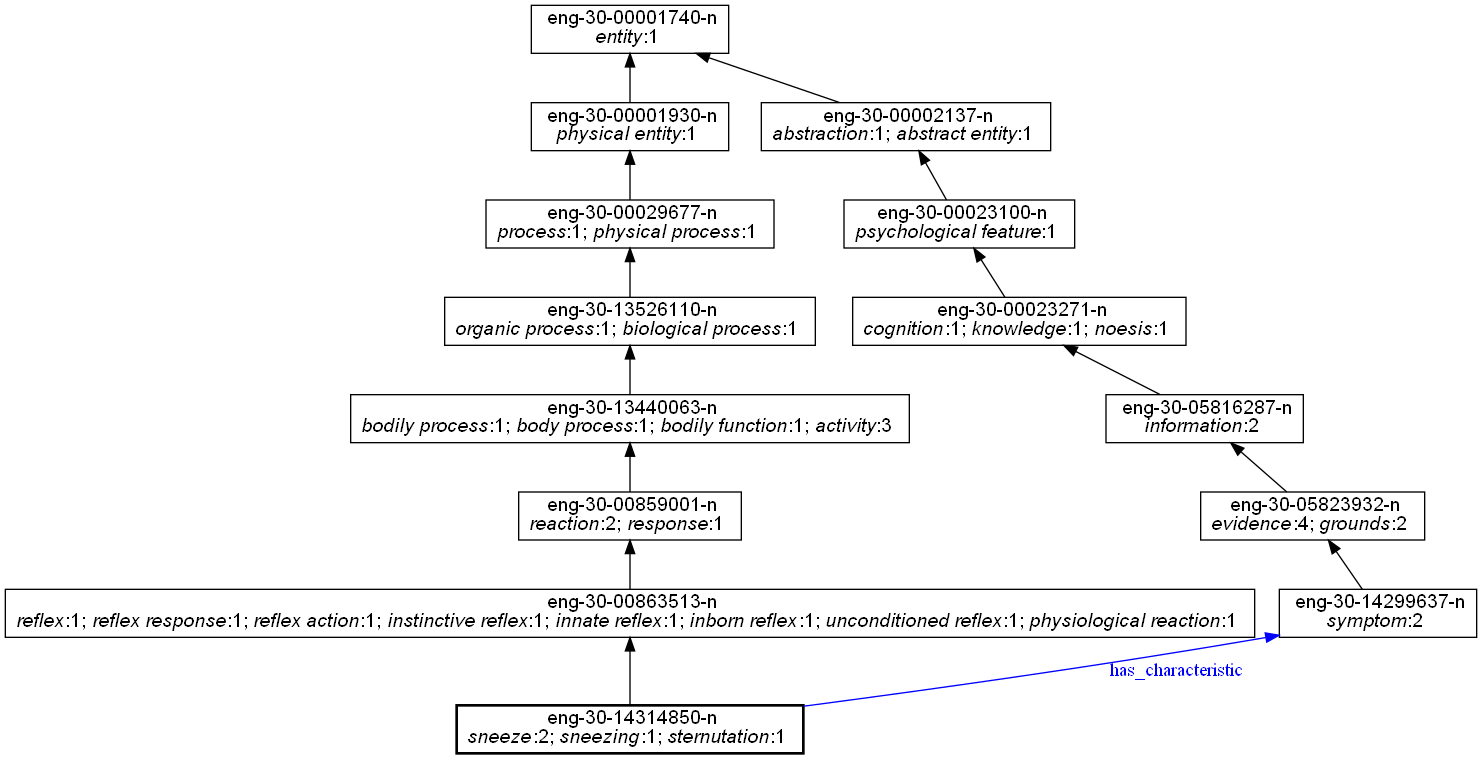 eng-30-00001740-n
entity:1
eng-30-00001930-n
physical entity:1
eng-30-00002137-n
abstraction:1; abstract entity:1
eng-30-00029677-n
process:1; physical process:1
eng-30-00023100-n
psychological feature:1
eng-30-13526110-n
organic process:1; biological process:1
eng-30-00023271-n
cognition:1; knowledge:1; noesis:1
eng-30-13440063-n
bodily process:1; body process:1; bodily function:1; activity:3
eng-30-05816287-n
information:2
eng-30-00859001-n
reaction:2; response:1
eng-30-05823932-n
evidence:4; grounds:2
eng-30-00863513-n
reflex:1; reflex response:1; reflex action:1; instinctive reflex:1; innate reflex:1; inborn reflex:1; unconditioned reflex:1; physiological reaction:1
eng-30-14299637-n
symptom:2
has_characteristic
eng-30-14314850-n
sneeze:2; sneezing:1; sternutation:1